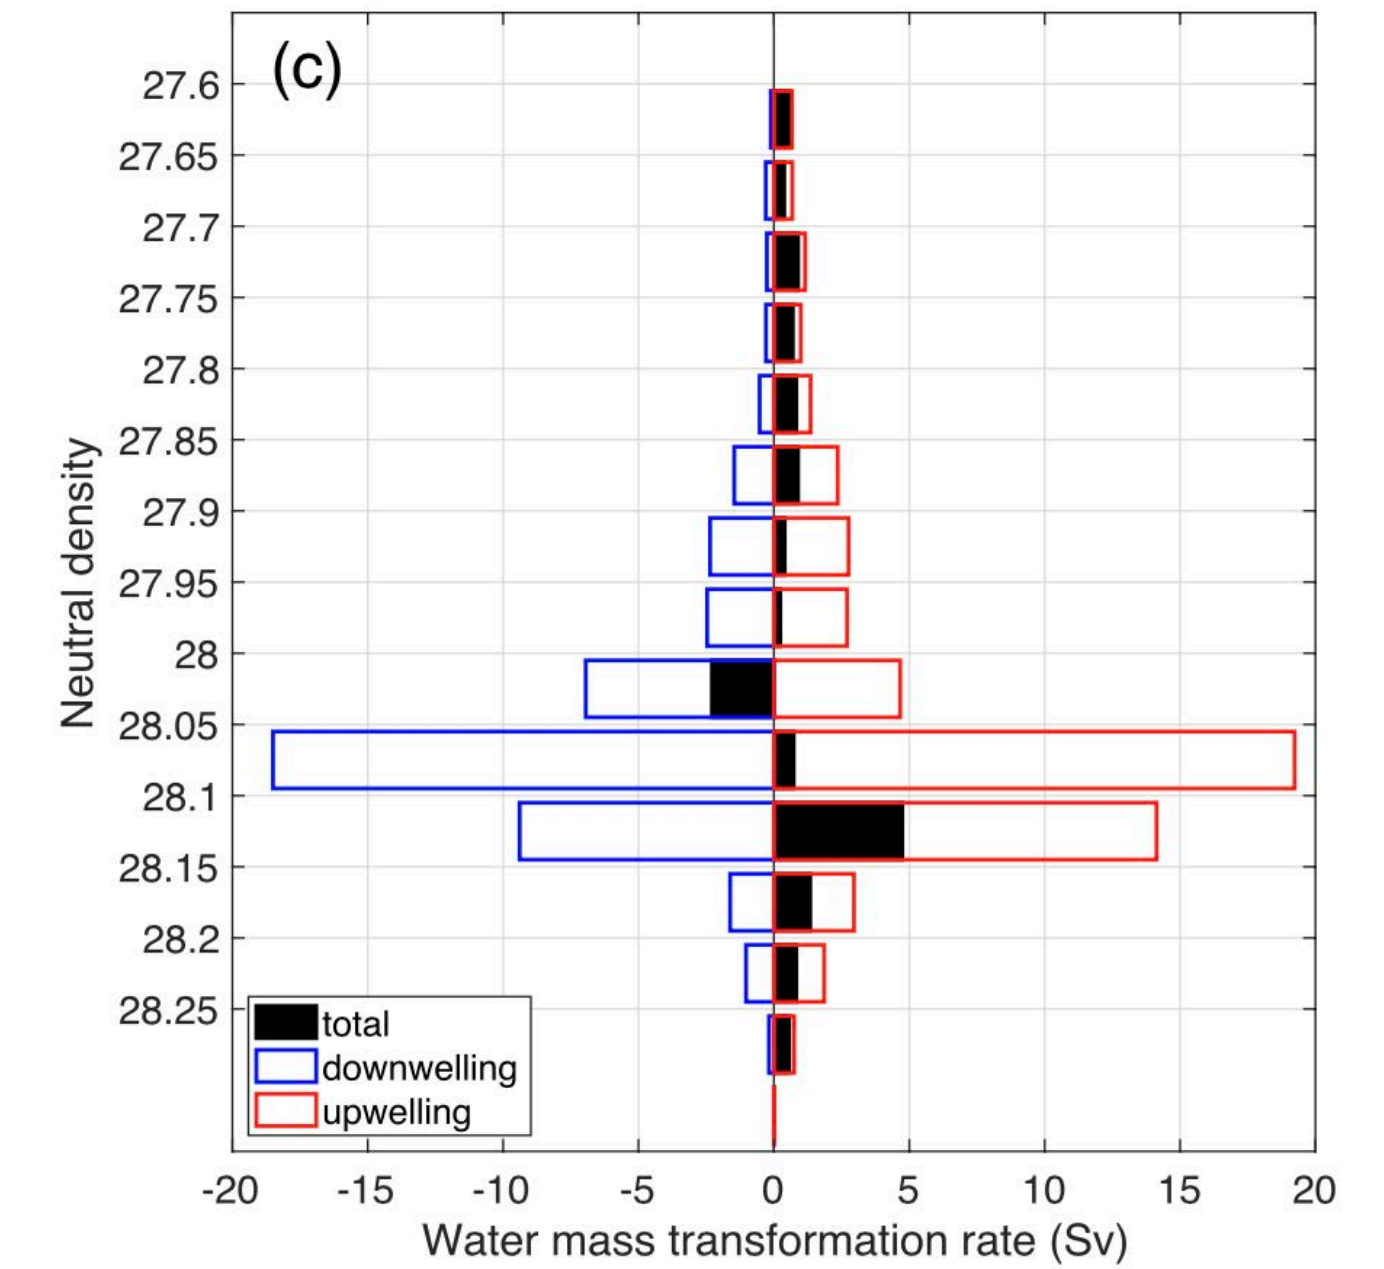 (c)
27.6
27.65
27.7
27.75
27.8
27.85
27.9
27.95
28
28.05
28.1
28.15
28.2
28.25
Neutral density
total
downwelling
upwelling
-20 -15 -10 -5 0 5 10 15 20
Water mass transformation rate (Sv)